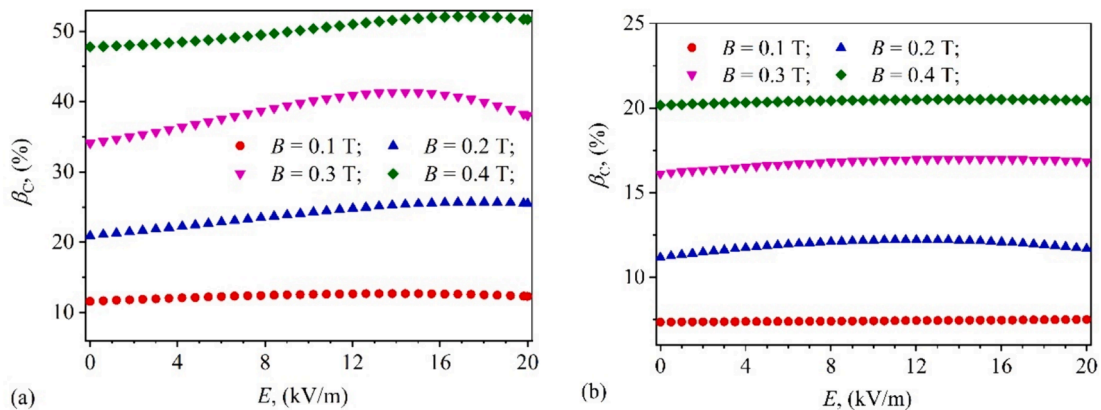 50
40
30
20
10
β_C, (%)
B = 0.1 T; B = 0.2 T;
B = 0.3 T; B = 0.4 T;
0 4 8 12 16 20
E, (kV/m)
(a)
25
20
15
10
β_C, (%)
B = 0.1 T; B = 0.2 T;
B = 0.3 T; B = 0.4 T;
0 4 8 12 16 20
E, (kV/m)
(b)